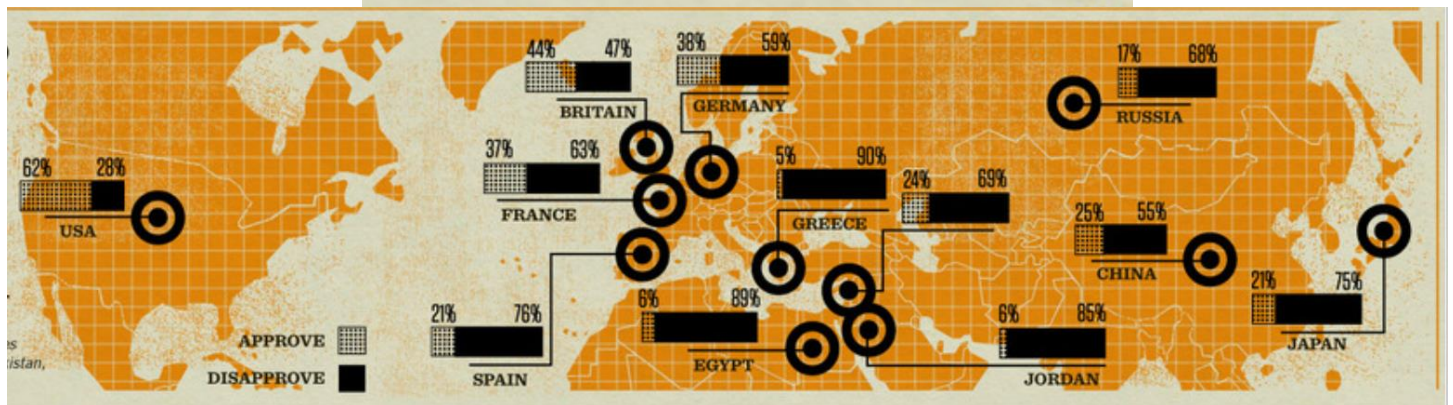 44% 47%
BRITAIN
38% 59%
GERMANY
17% 68%
RUSSIA
62% 28%
USA
37% 63%
FRANCE
5% 90%
GREECE
24% 69%
25% 55%
CHINA
21% 75%
JAPAN
21% 76%
SPAIN
6% 89%
EGYPT
6% 85%
JORDAN
APPROVE
DISAPPROVE
istan,